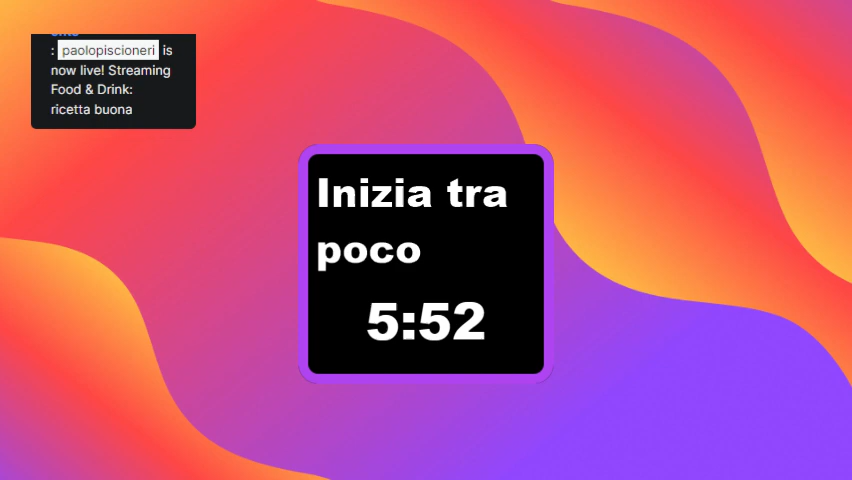 : paolopiscioneri is
now live! Streaming
Food & Drink:
ricetta buona
Inizia tra
poco
5:52